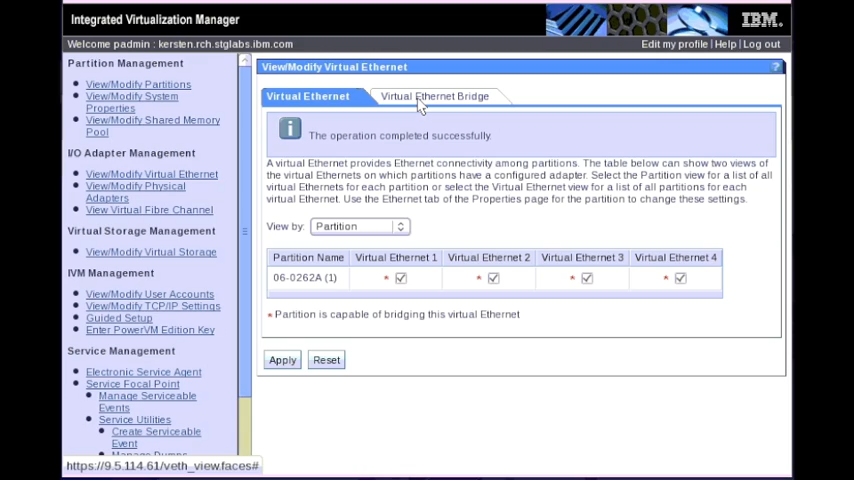 Integrated Virtualization Manager
IBM
Welcome padmin : kersten.rch.stglabs.ibm.com
Edit my profile | Help | Log out
Partition Management
View/Modify Partitions
View/Modify System
Properties
View/Modify Shared Memory
Pool
I/O Adapter Management
View/Modify Virtual Ethernet
View/Modify Physical
Adapters
View Virtual Fibre Channel
Virtual Storage Management
View/Modify Virtual Storage
IVM Management
View/Modify User Accounts
View/Modify TCP/IP Settings
Guided Setup
Enter PowerVM Edition Key
Service Management
Electronic Service Agent
Service Focal Point
Manage Serviceable
Events
Service Utilities
Create Serviceable
Event
Manage Dumps
https://9.5.114.61/veth_view.faces#
View/Modify Virtual Ethernet
?
Virtual Ethernet
Virtual Ethernet Bridge
i
The operation completed successfully.
A virtual Ethernet provides Ethernet connectivity among partitions. The table below can show two views of
the virtual Ethernets on which partitions have a configured adapter. Select the Partition view for a list of all
virtual Ethernets for each partition or select the Virtual Ethernet view for a list of all partitions for each
virtual Ethernet. Use the Ethernet tab of the Properties page for the partition to change these settings.
View by: Partition
Partition Name Virtual Ethernet 1 Virtual Ethernet 2 Virtual Ethernet 3 Virtual Ethernet 4
06-0262A (1) * * * *
* Partition is capable of bridging this virtual Ethernet
Apply Reset